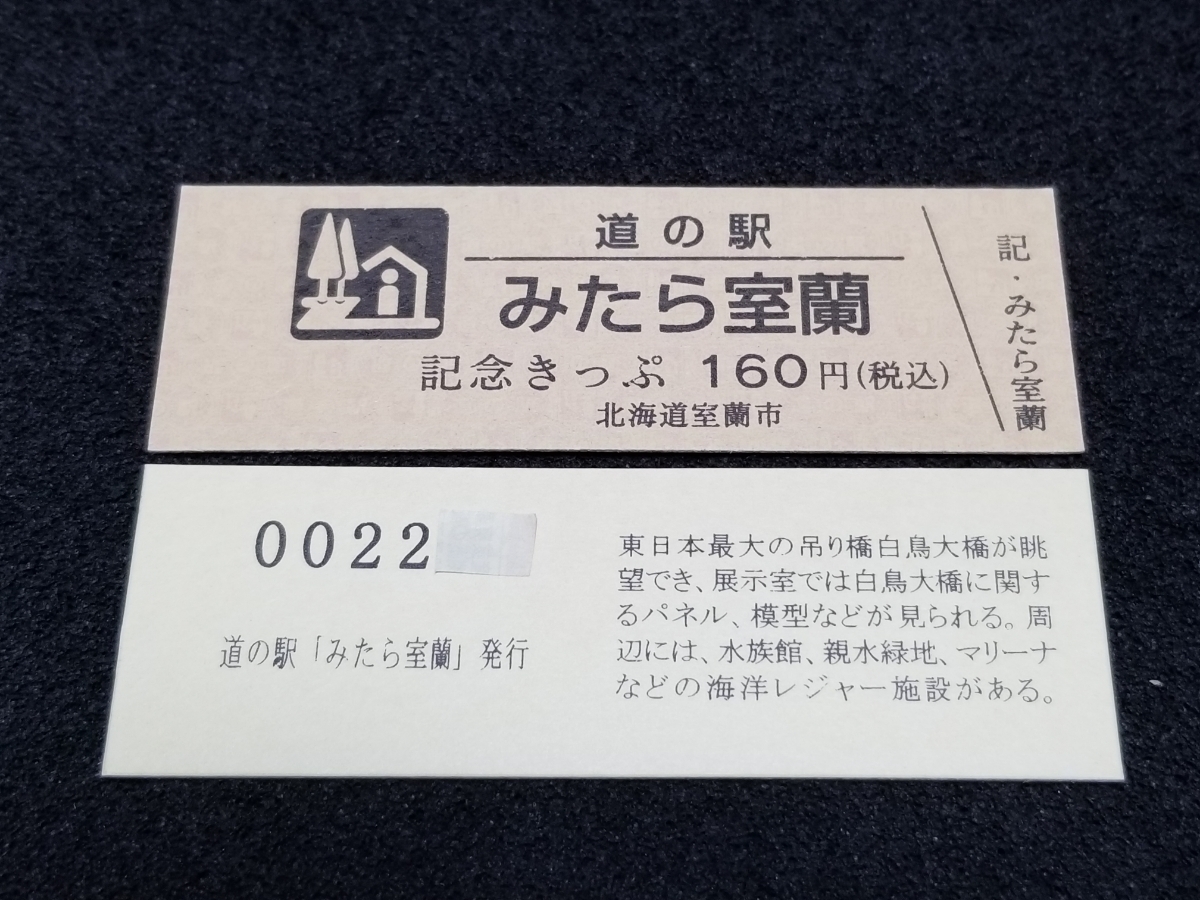 道の駅
みたら室蘭
記念きっぷ 160円(税込)
北海道室蘭市
記・みたら室蘭
0022
道の駅「みたら室蘭」発行
東日本最大の吊り橋白鳥大橋が眺
望でき、展示室では白鳥大橋に関す
るパネル、模型などが見られる。周
辺には、水族館、親水緑地、マリーナ
などの海洋レジャー施設がある。